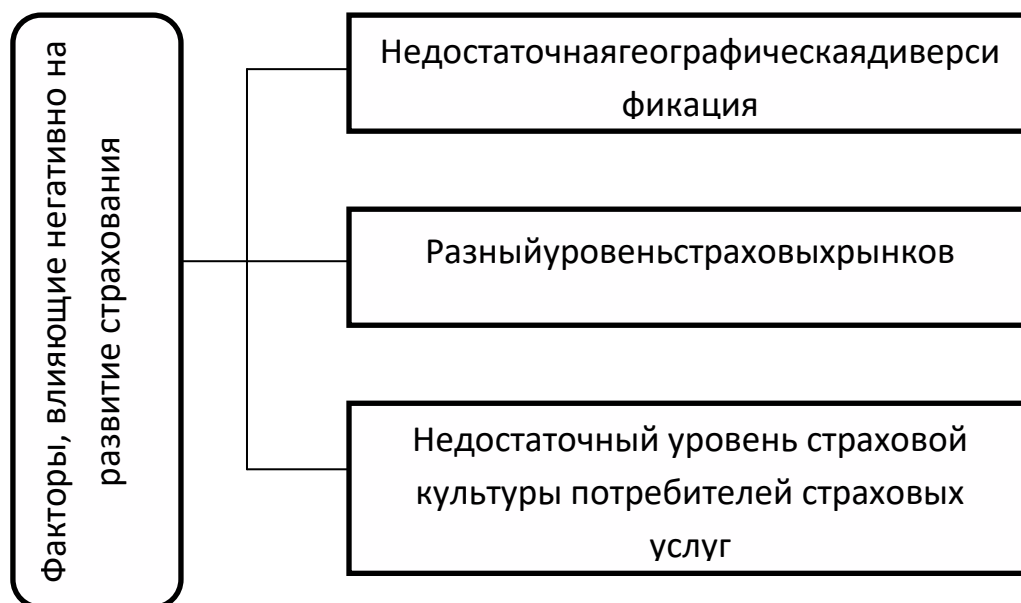 Факторы, влияющие негативно на
развитие страхования
Недостаточнаягеографическаядиверси
фикация
Разныйуровеньстраховыхрынков
Недостаточный уровень страховой
культуры потребителей страховых
услуг